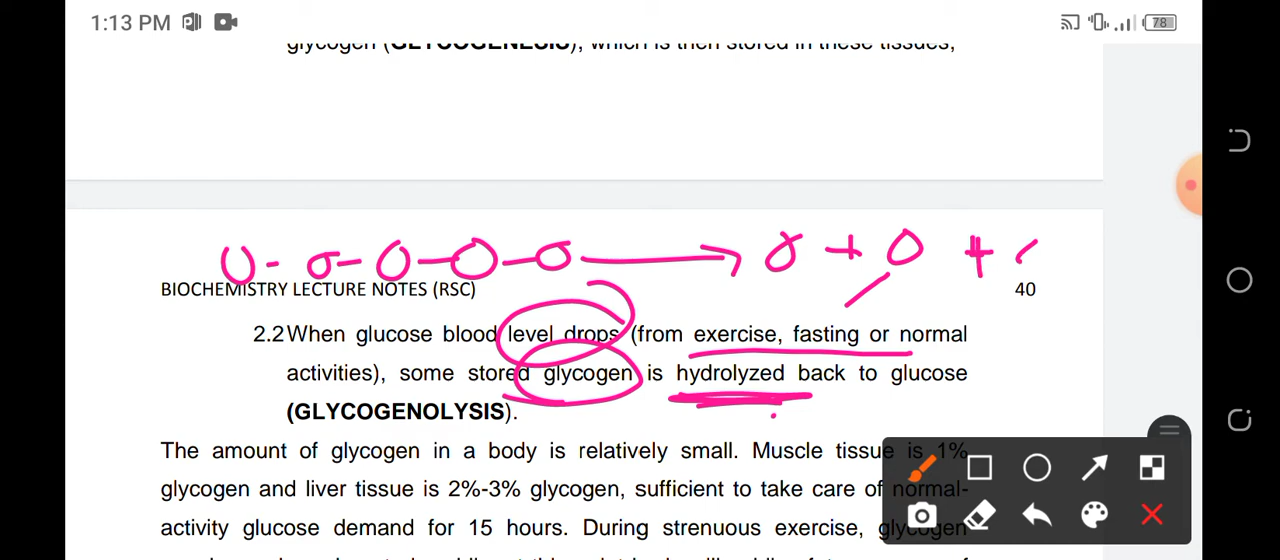 1:13 PM 78
glycogen (GLYCOGENESIS), which is then stored in these tissues,
BIOCHEMISTRY LECTURE NOTES (RSC) 40
2.2When glucose blood level drops (from exercise, fasting or normal
activities), some stored glycogen is hydrolyzed back to glucose
(GLYCOGENOLYSIS).
The amount of glycogen in a body is relatively small. Muscle tissue is 1%
glycogen and liver tissue is 2%-3% glycogen, sufficient to take care of normal-
activity glucose demand for 15 hours. During strenuous exercise, glycogen